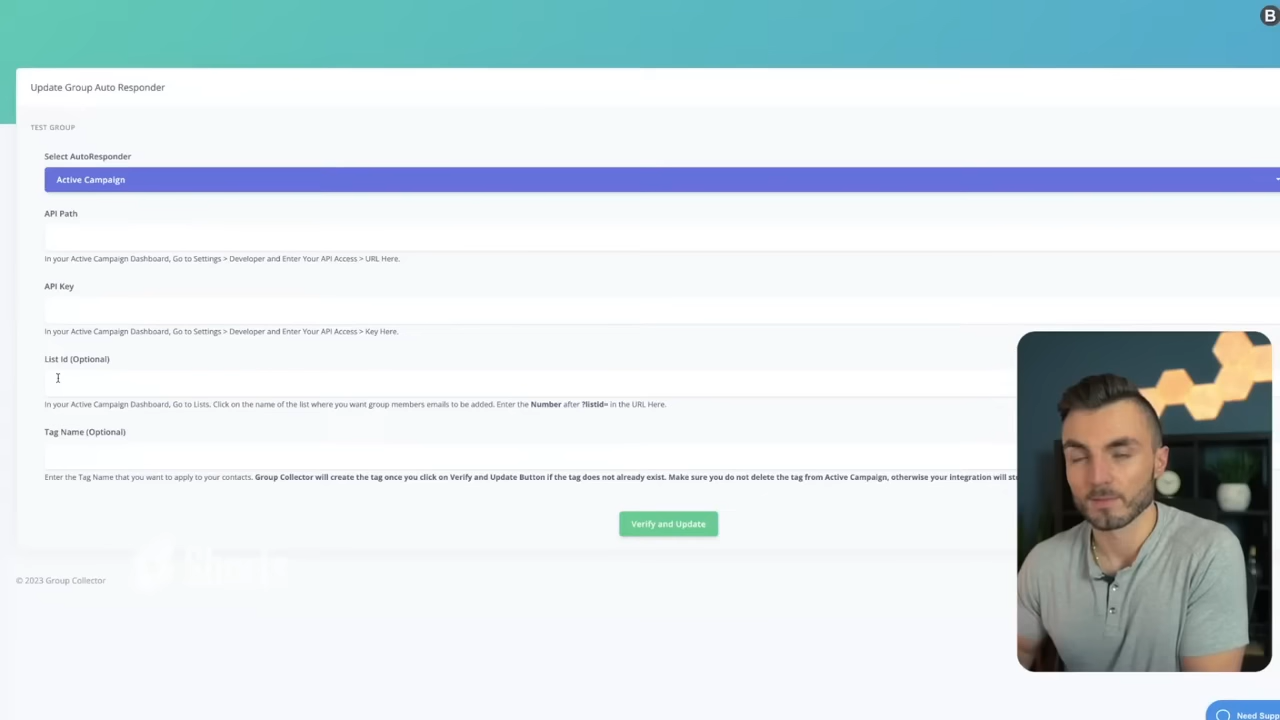 B
Update Group Auto Responder
TEST GROUP
Select AutoResponder
Active Campaign
API Path
In your Active Campaign Dashboard, Go to Settings > Developer and Enter Your API Access > URL Here.
API Key
In your Active Campaign Dashboard, Go to Settings > Developer and Enter Your API Access > Key Here.
List Id (Optional)
In your Active Campaign Dashboard, Go to Lists. Click on the name of the list where you want group members emails to be added. Enter the Number after ?listid= in the URL Here.
Tag Name (Optional)
Enter the Tag Name that you want to apply to your contacts. Group Collector will create the tag once you click on Verify and Update Button if the tag does not already exist. Make sure you do not delete the tag from Active Campaign, otherwise your integration will st
Verify and Update
Shorts
© 2023 Group Collector
Need Supp